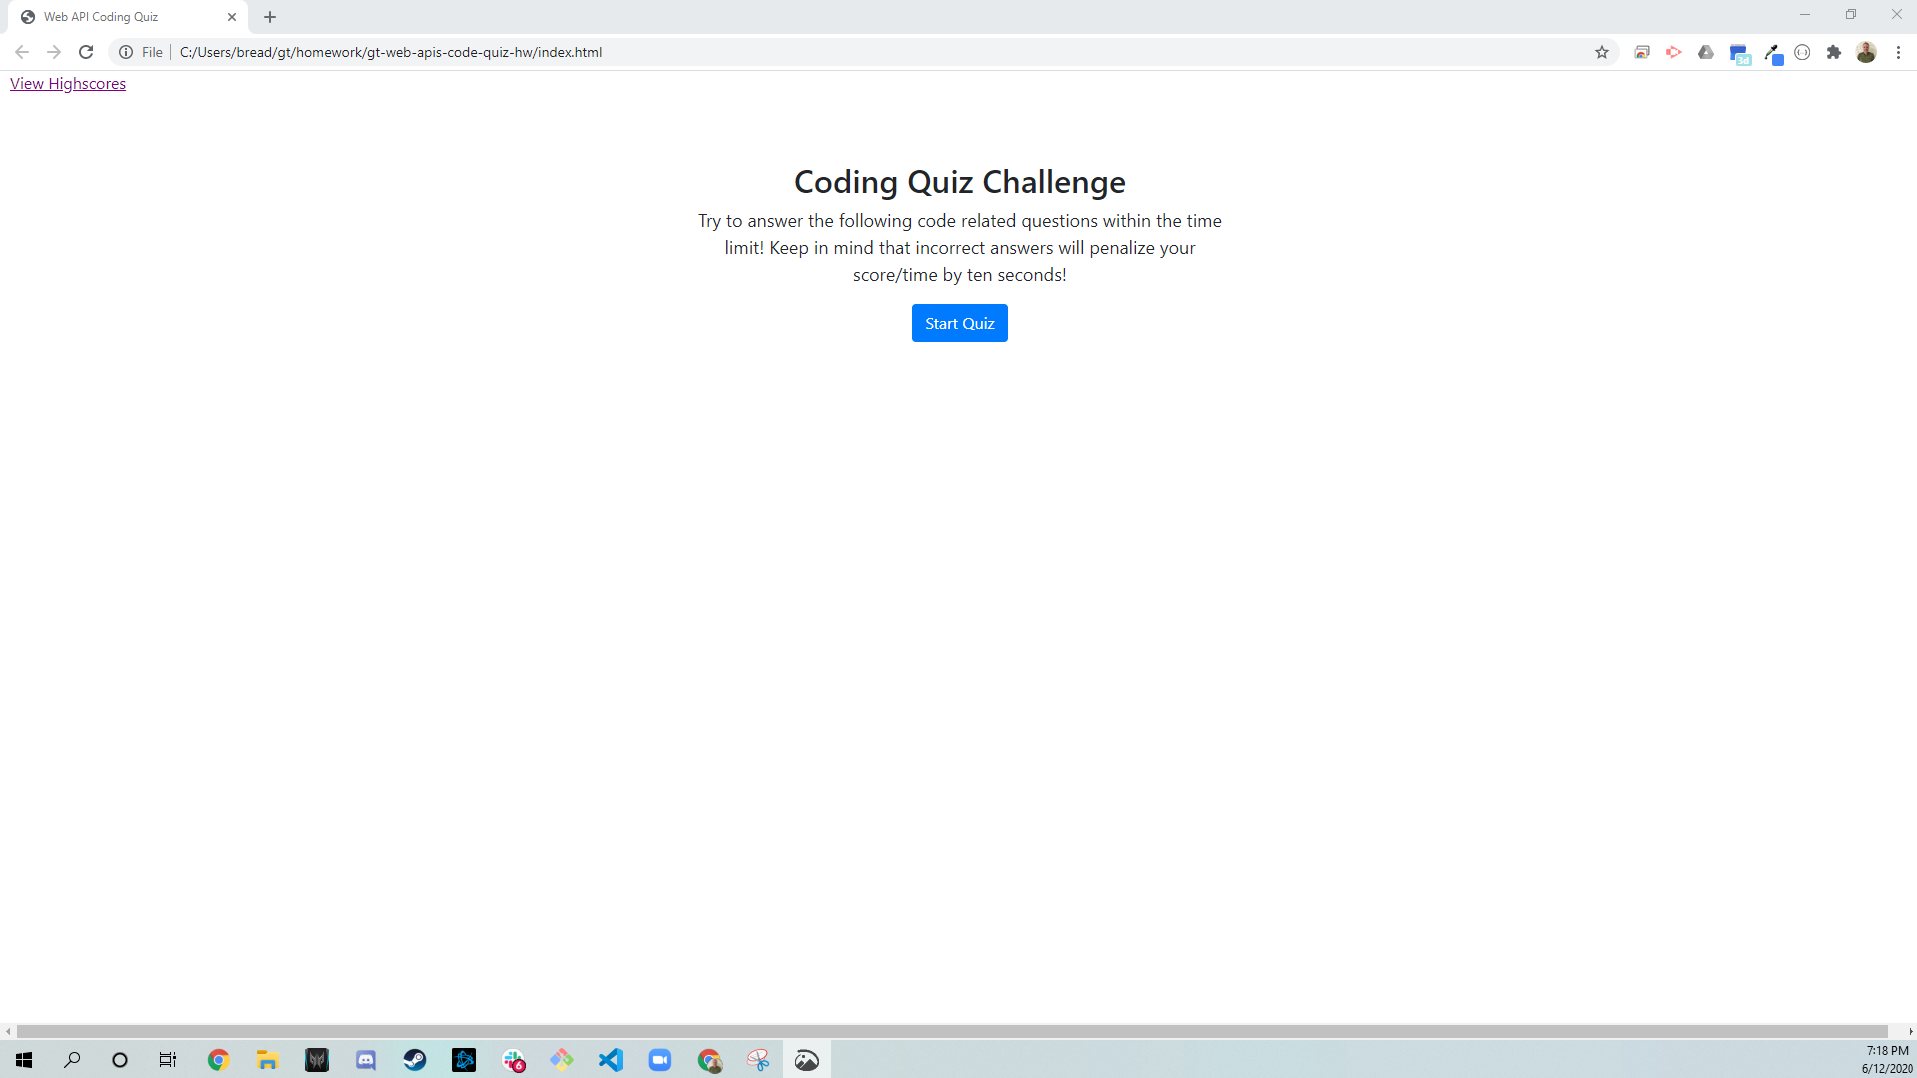 Web API Coding Quiz
File
C:/Users/bread/gt/homework/gt-web-apis-code-quiz-hw/index.html
3d
View Highscores
Coding Quiz Challenge
Try to answer the following code related questions within the time
limit! Keep in mind that incorrect answers will penalize your
score/time by ten seconds!
Start Quiz
6
7:18 PM
6/12/2020